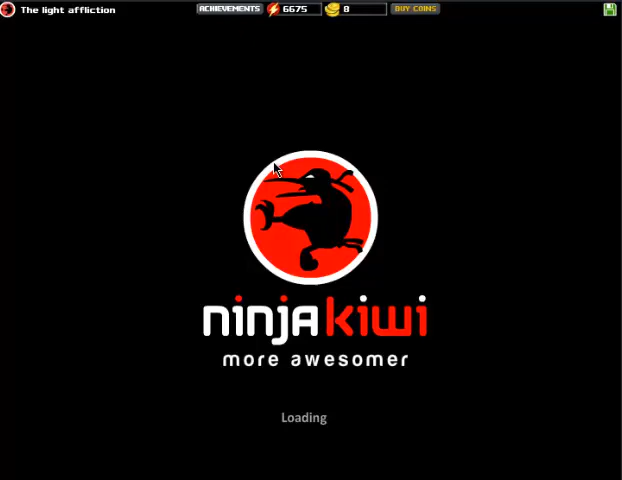 The light affliction ACHIEVEMENTS 6675 8 BUY COINS
ninjakiwi
more awesomer
Loading